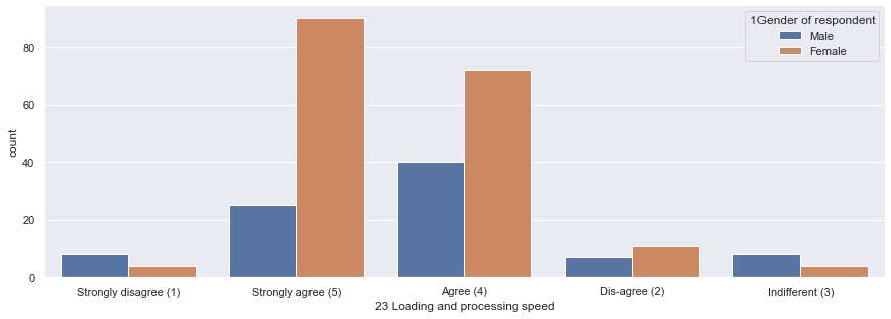 1Gender of respondent
Male
Female
count
80
60
40
20
0
Strongly disagree (1) Strongly agree (5) Agree (4) Dis-agree (2) Indifferent (3)
23 Loading and processing speed